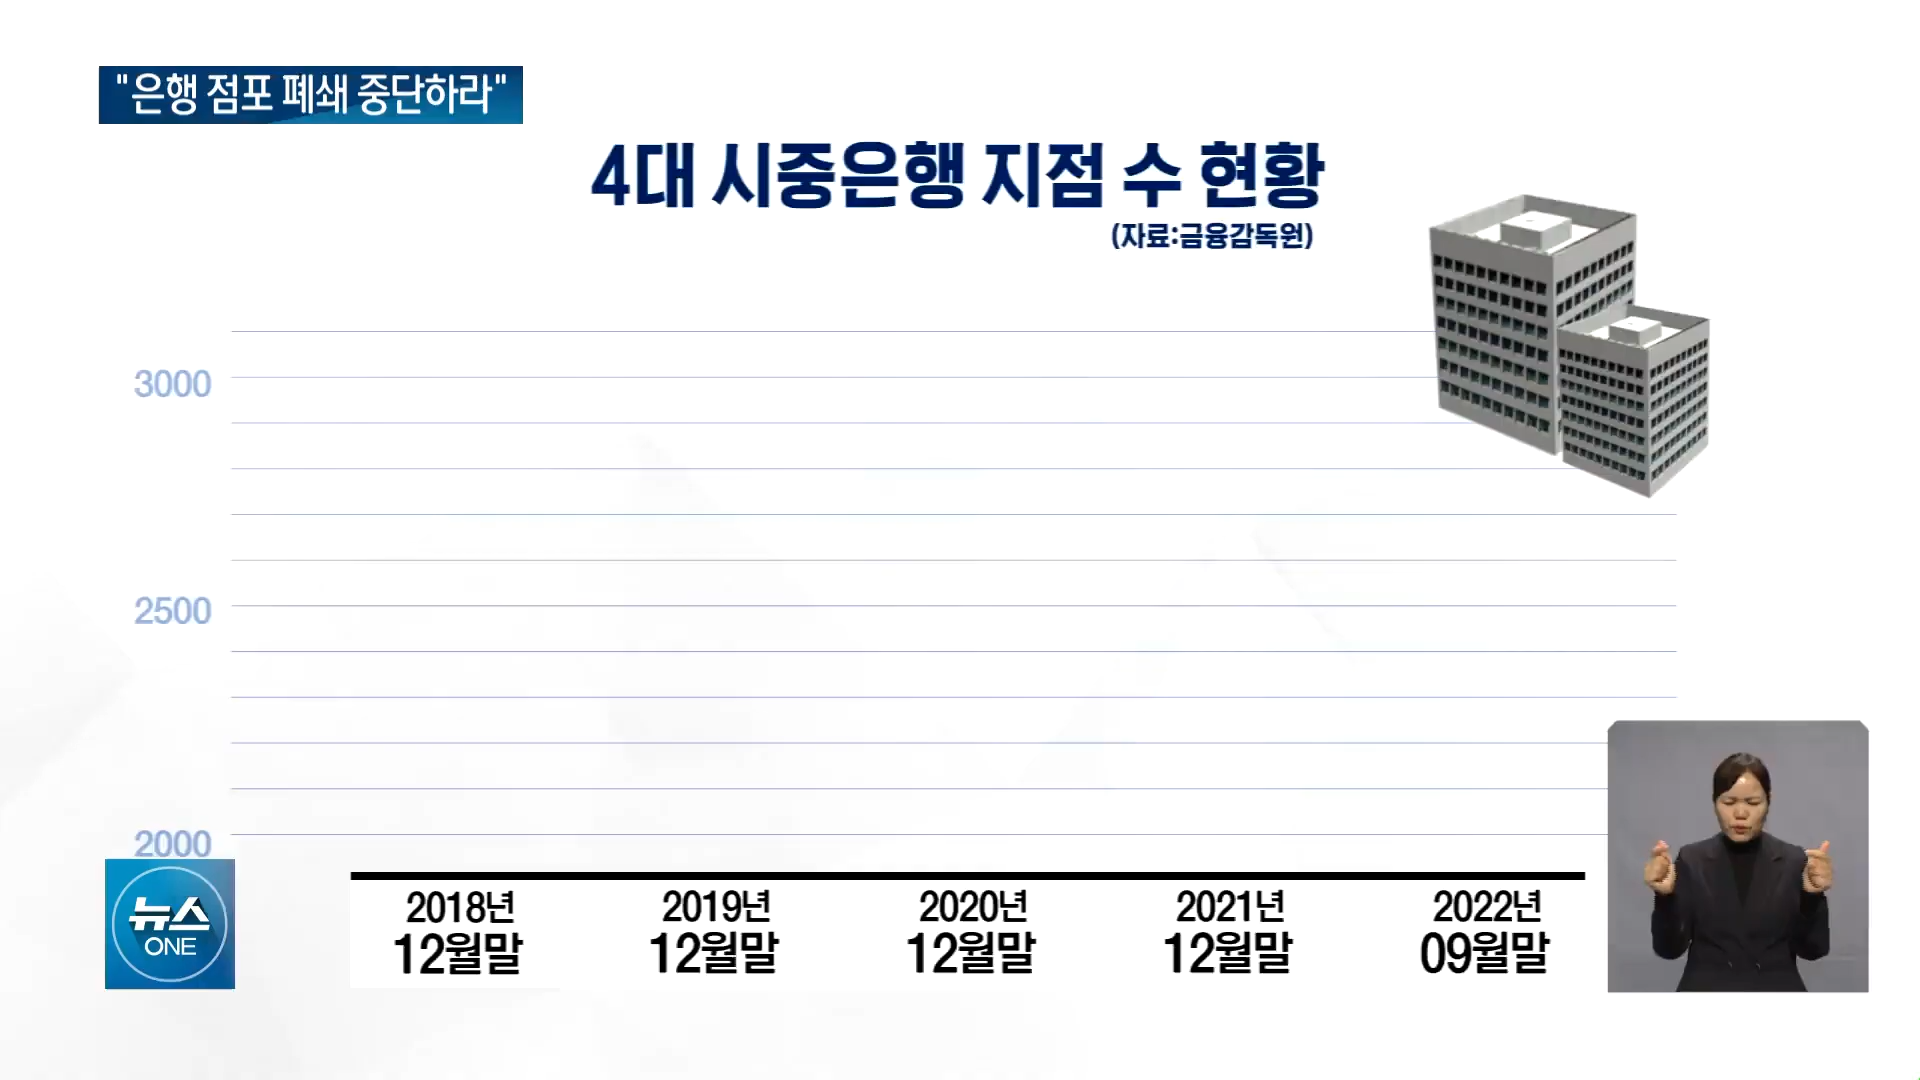 "은행 점포 폐쇄 중단하라"
4대 시중은행 지점 수 현황
(자료:금융감독원)
3000
2500
2000
2018년
12월말
2019년
12월말
2020년
12월말
2021년
12월말
2022년
09월말
뉴스
ONE